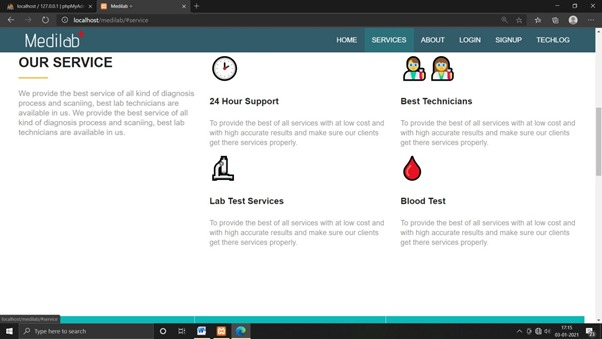 localhost / 127.0.0.1 | phpMyAd
Medilab -
localhost/medilab/#service
Medilab
HOME
SERVICES
ABOUT
LOGIN
SIGNUP
TECHLOG
OUR SERVICE
We provide the best service of all kind of diagnosis
process and scaniing, best lab technicians are
available in us. We provide the best service of all
kind of diagnosis process and scaniing, best lab
technicians are available in us.
24 Hour Support
To provide the best of all services with at low cost and
with high accurate results and make sure our clients
get there services properly.
Best Technicians
To provide the best of all services with at low cost and
with high accurate results and make sure our clients
get there services properly.
Lab Test Services
To provide the best of all services with at low cost and
with high accurate results and make sure our clients
get there services properly.
Blood Test
To provide the best of all services with at low cost and
with high accurate results and make sure our clients
get there services properly.
localhost/medilab/#service
Type here to search
17:15
03-01-2021